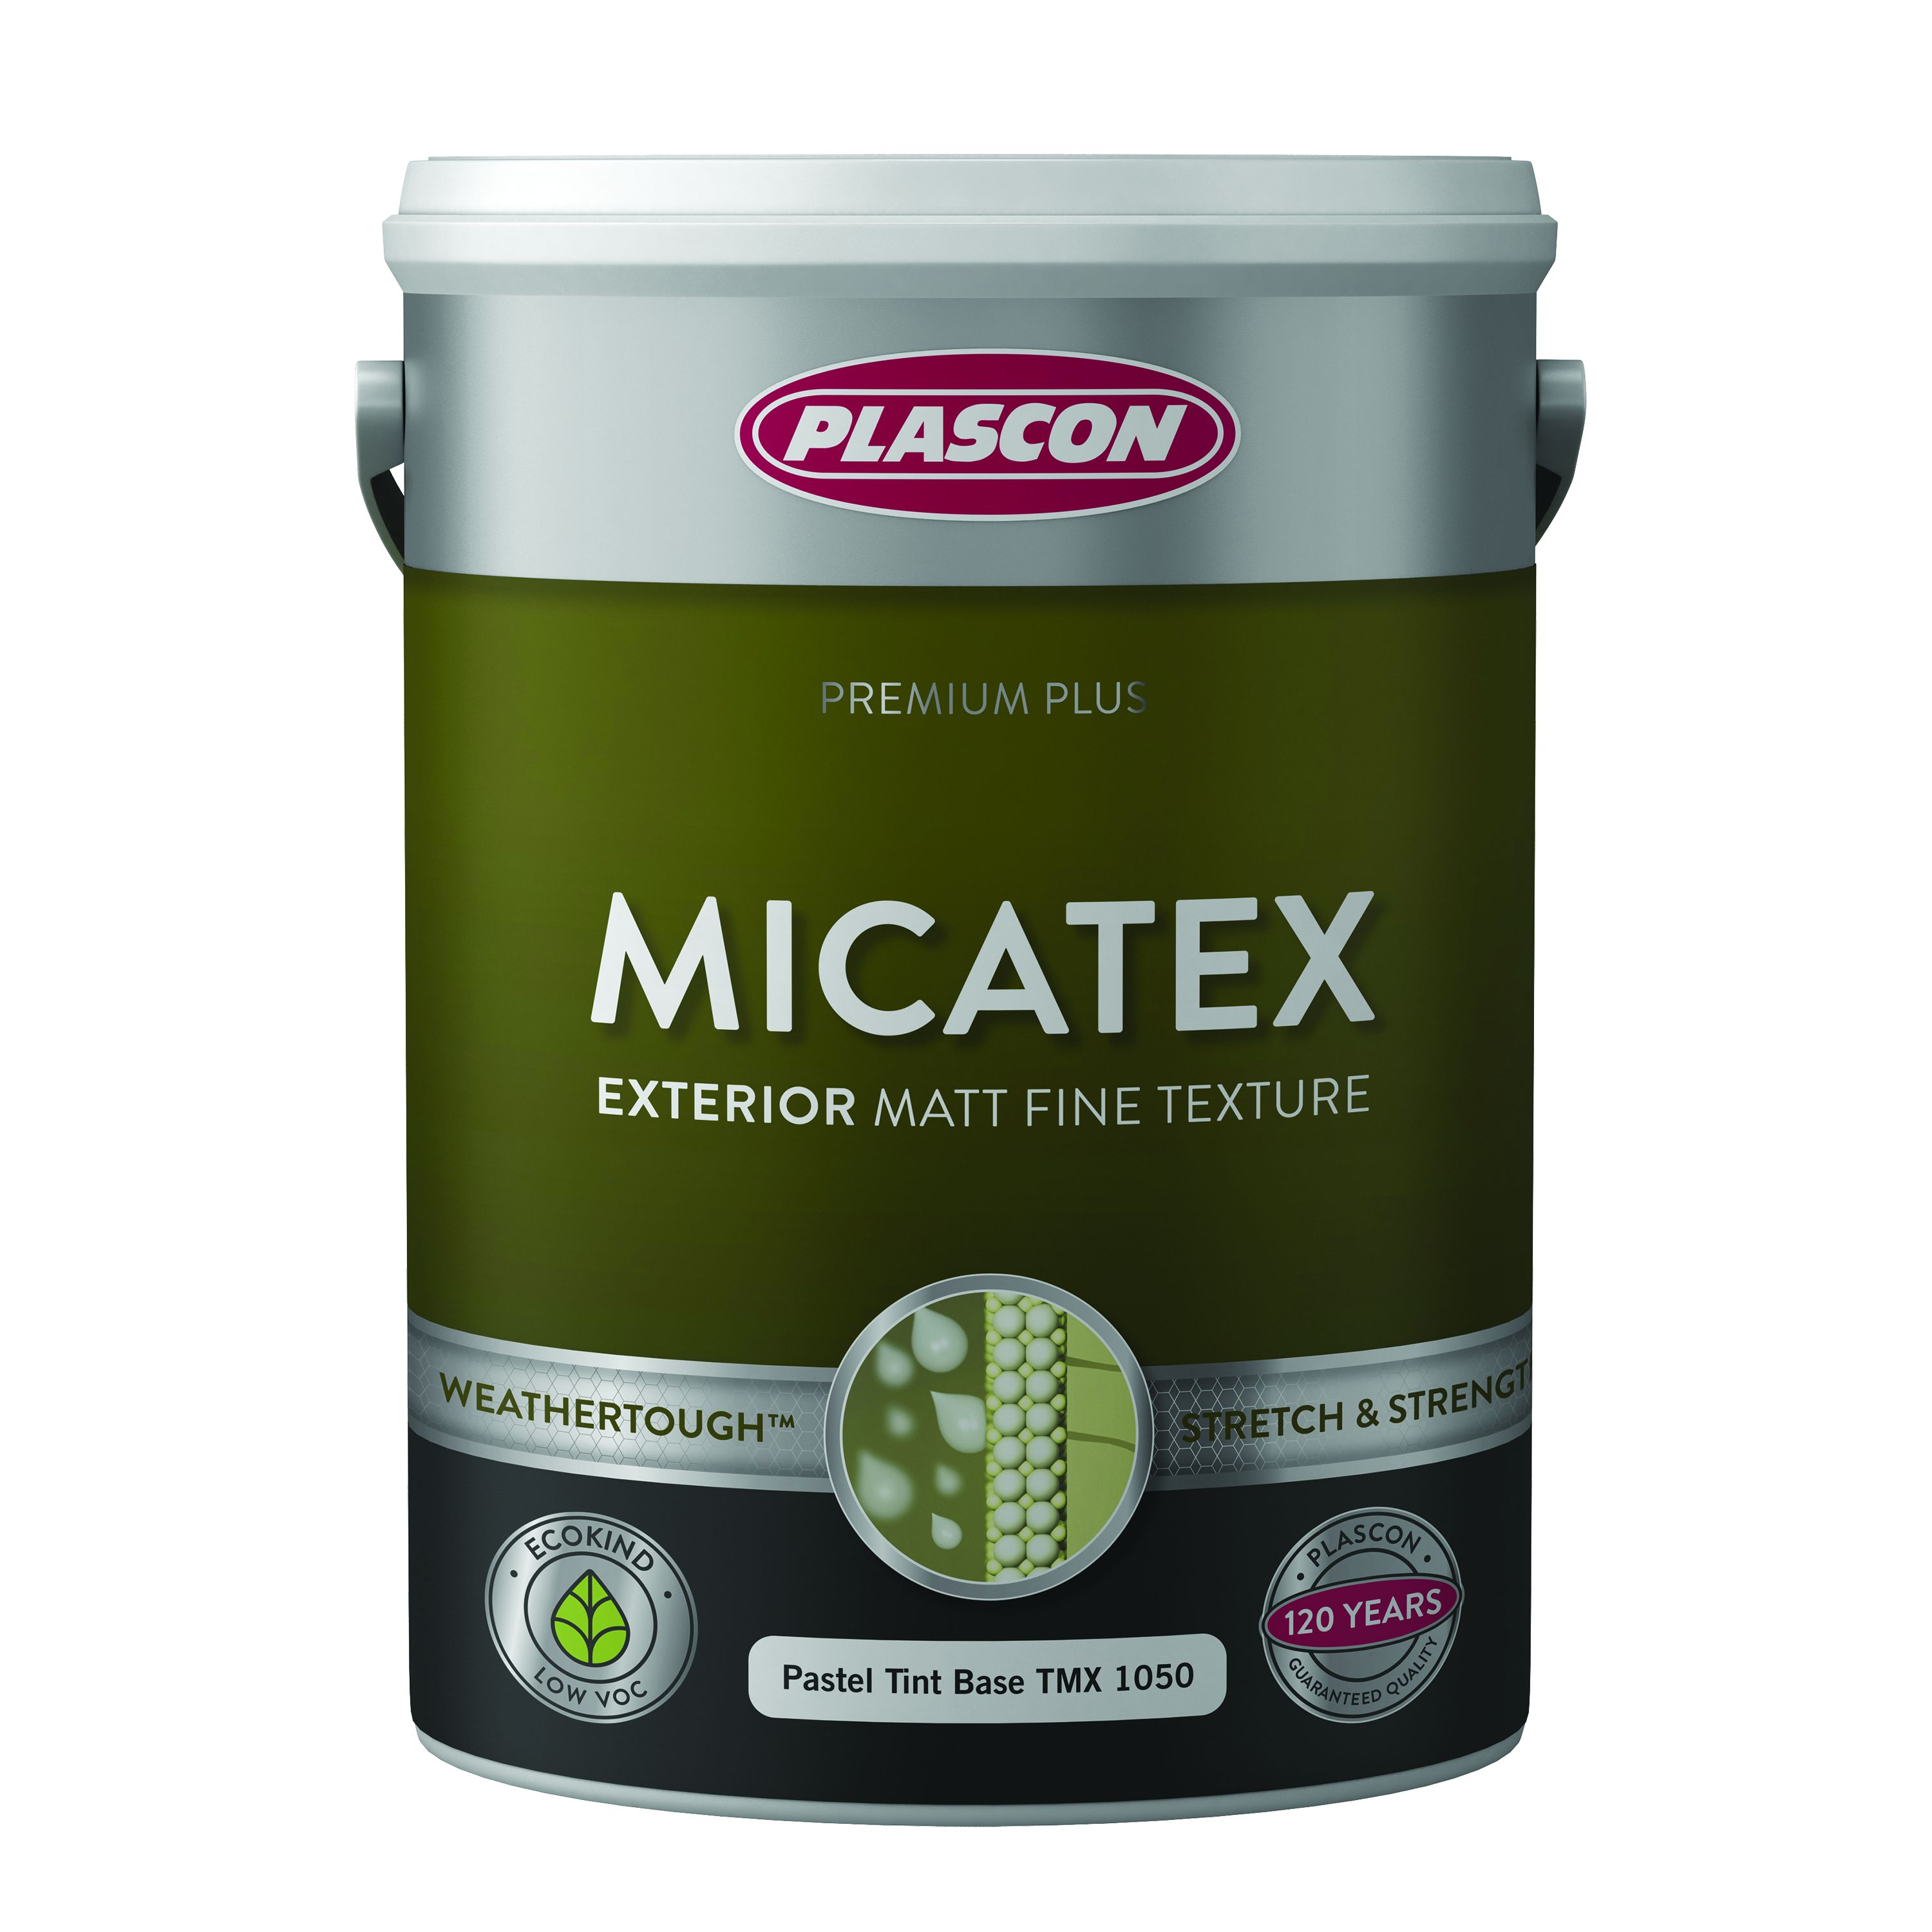 PLASCON
PREMIUM PLUS
MICATEX
EXTERIOR MATT FINE TEXTURE
WEATHERTOUGH™
STRETCH & STRENGT
ECOKIND
LOW VOC
Pastel Tint Base TMX 1050
PLASCON
120 YEARS
GUARANTEED QUALITY